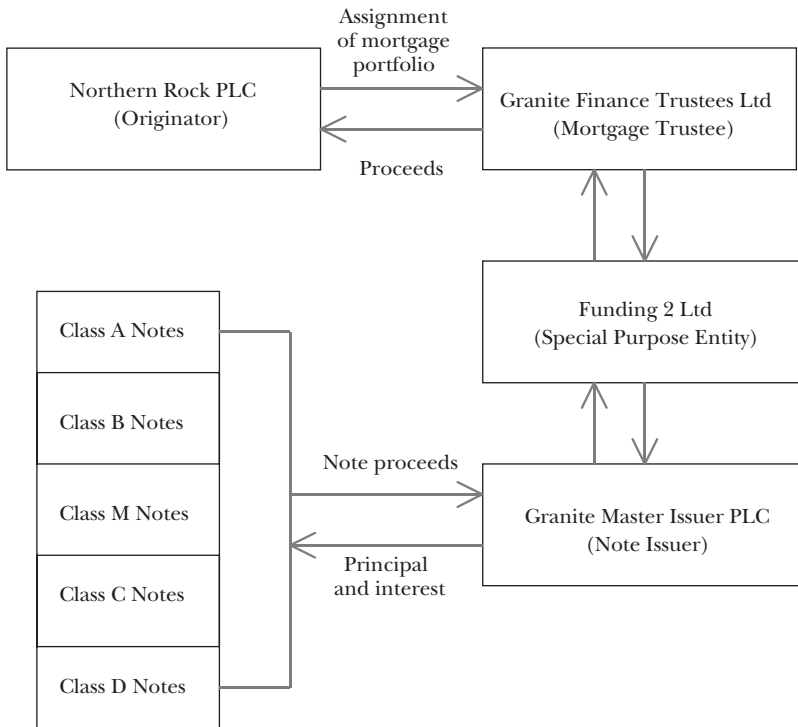 Assignment
of mortgage
portfolio
Northern Rock PLC
(Originator)
Granite Finance Trustees Ltd
(Mortgage Trustee)
Proceeds
Funding 2 Ltd
(Special Purpose Entity)
Class A Notes
Class B Notes
Class M Notes
Class C Notes
Class D Notes
Note proceeds
Granite Master Issuer PLC
(Note Issuer)
Principal
and interest